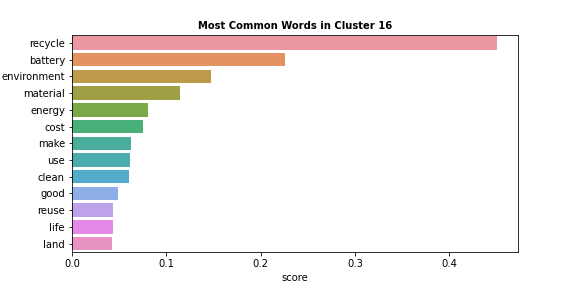 Most Common Words in Cluster 16
recycle
battery
environment
material
energy
cost
make
use
clean
good
reuse
life
land
0.0 0.1 0.2 0.3 0.4
score